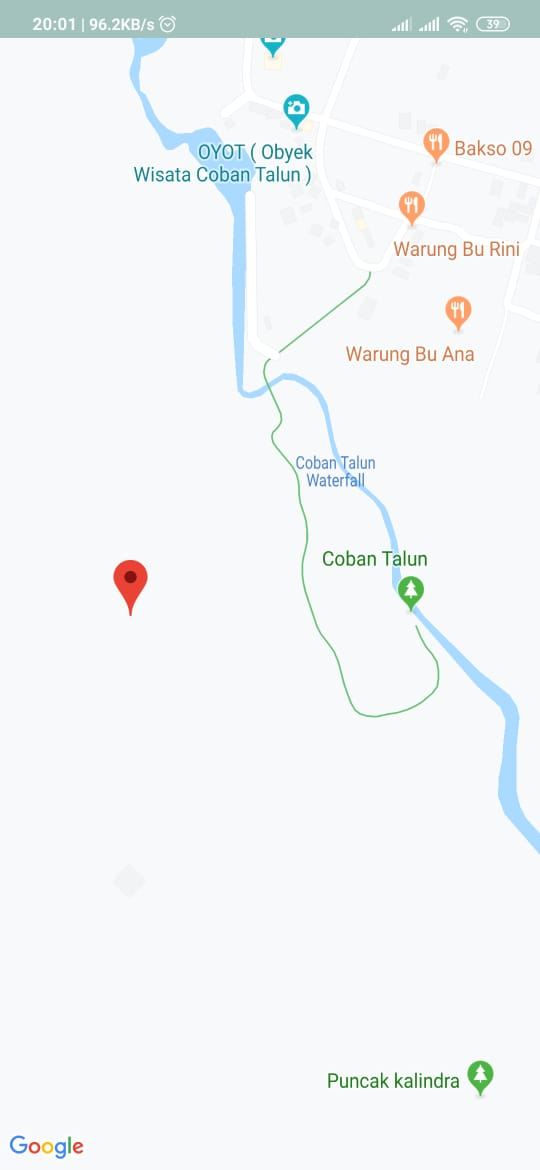 20:01 | 96.2KB/s
39
OYOT ( Obyek
Wisata Coban Talun )
Bakso 09
Warung Bu Rini
Warung Bu Ana
Coban Talun
Waterfall
Coban Talun
Puncak kalindra
Google